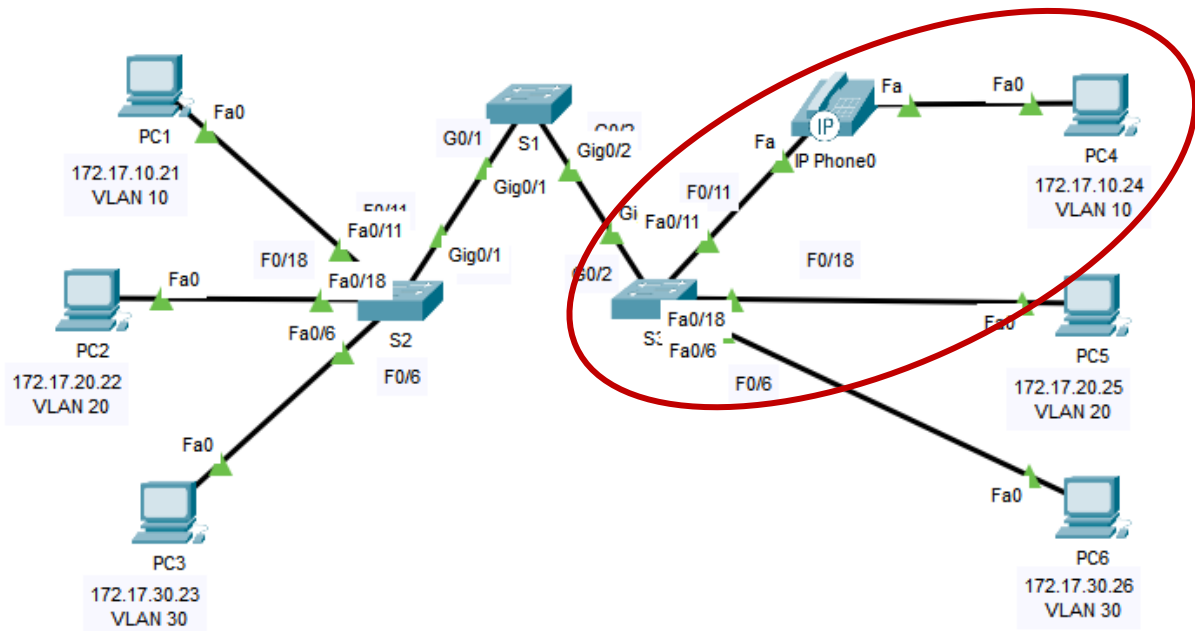 Fa0
PC1
172.17.10.21
VLAN 10
G0/1
S1
Gig0/2
Gig0/1
Fa
Fa0
IP
Fa
IP Phone0
PC4
172.17.10.24
VLAN 10
F0/11
Fa0/11
Gi
Fa0/11
F0/18
Gig0/1
G0/2
F0/18
Fa0
Fa0/18
PC2
Fa0/6
S2
172.17.20.22
VLAN 20
F0/6
Fa0/18
Fa0/6
Fa0
PC5
F0/6
172.17.20.25
VLAN 20
Fa0
PC3
172.17.30.23
VLAN 30
Fa0
PC6
172.17.30.26
VLAN 30